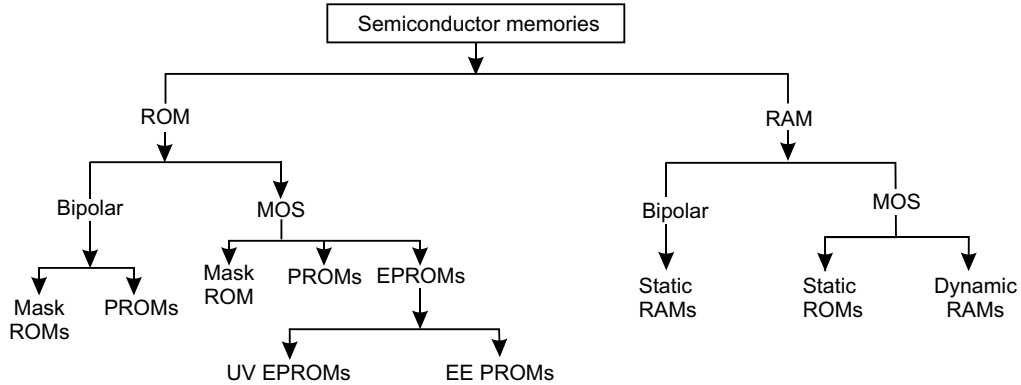 Semiconductor memories
ROM
RAM
Bipolar
MOS
Bipolar
MOS
Mask
ROMs
PROMs
Mask
ROM
PROMs
EPROMs
Static
RAMs
Static
ROMs
Dynamic
RAMs
UV EPROMs
EE PROMs